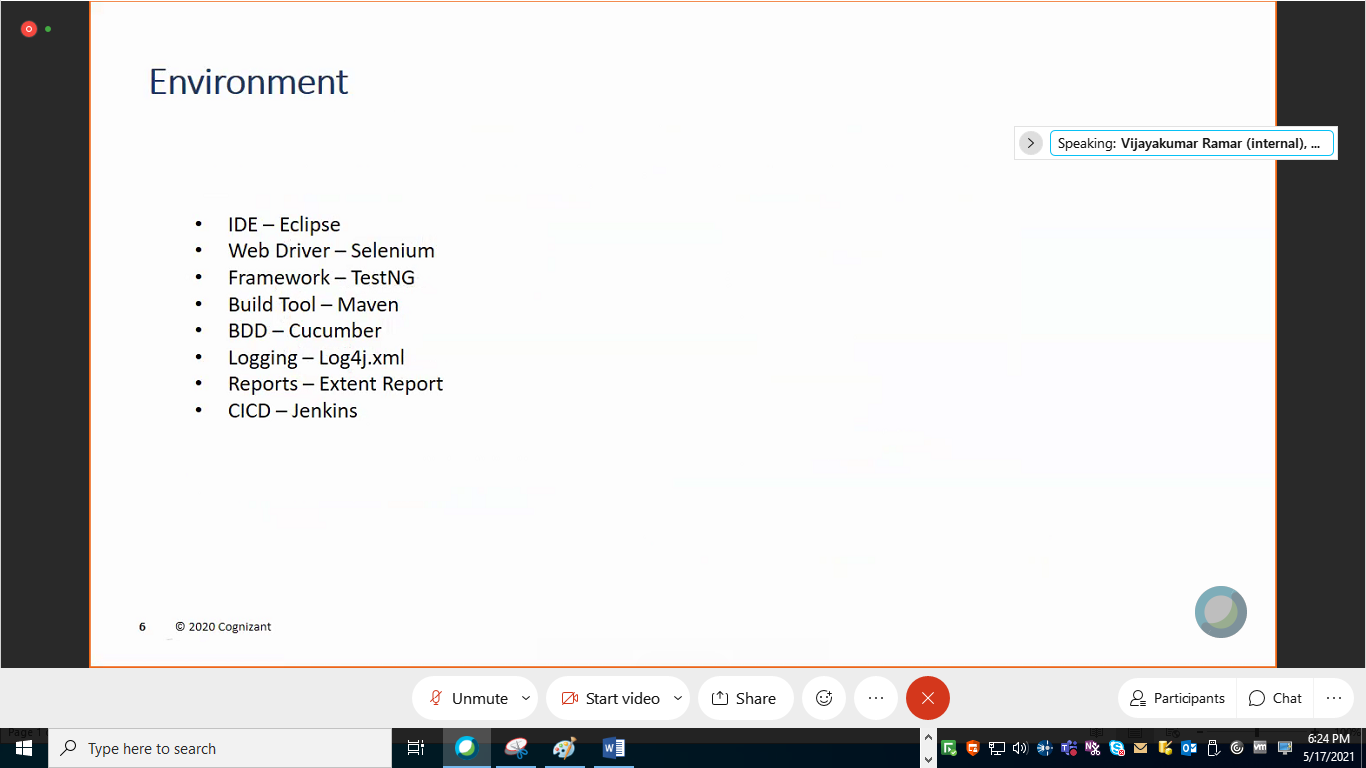 Environment
Speaking: Vijayakumar Ramar (internal), ...
• IDE – Eclipse
• Web Driver – Selenium
• Framework – TestNG
• Build Tool – Maven
• BDD – Cucumber
• Logging – Log4j.xml
• Reports – Extent Report
• CICD – Jenkins
6 © 2020 Cognizant
Unmute
Start video
Share
Participants
Chat
Type here to search
6:24 PM
5/17/2021